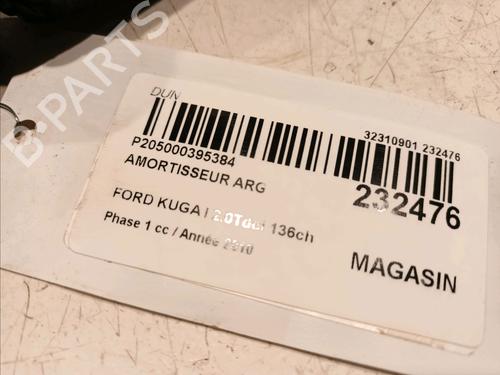 B-PARTS
DUN
32310901 232476
P205000395384
AMORTISSEUR ARG
232476
FORD KUGA I 2.0Tdci 136ch
Phase 1 cc / Année 2010
MAGASIN